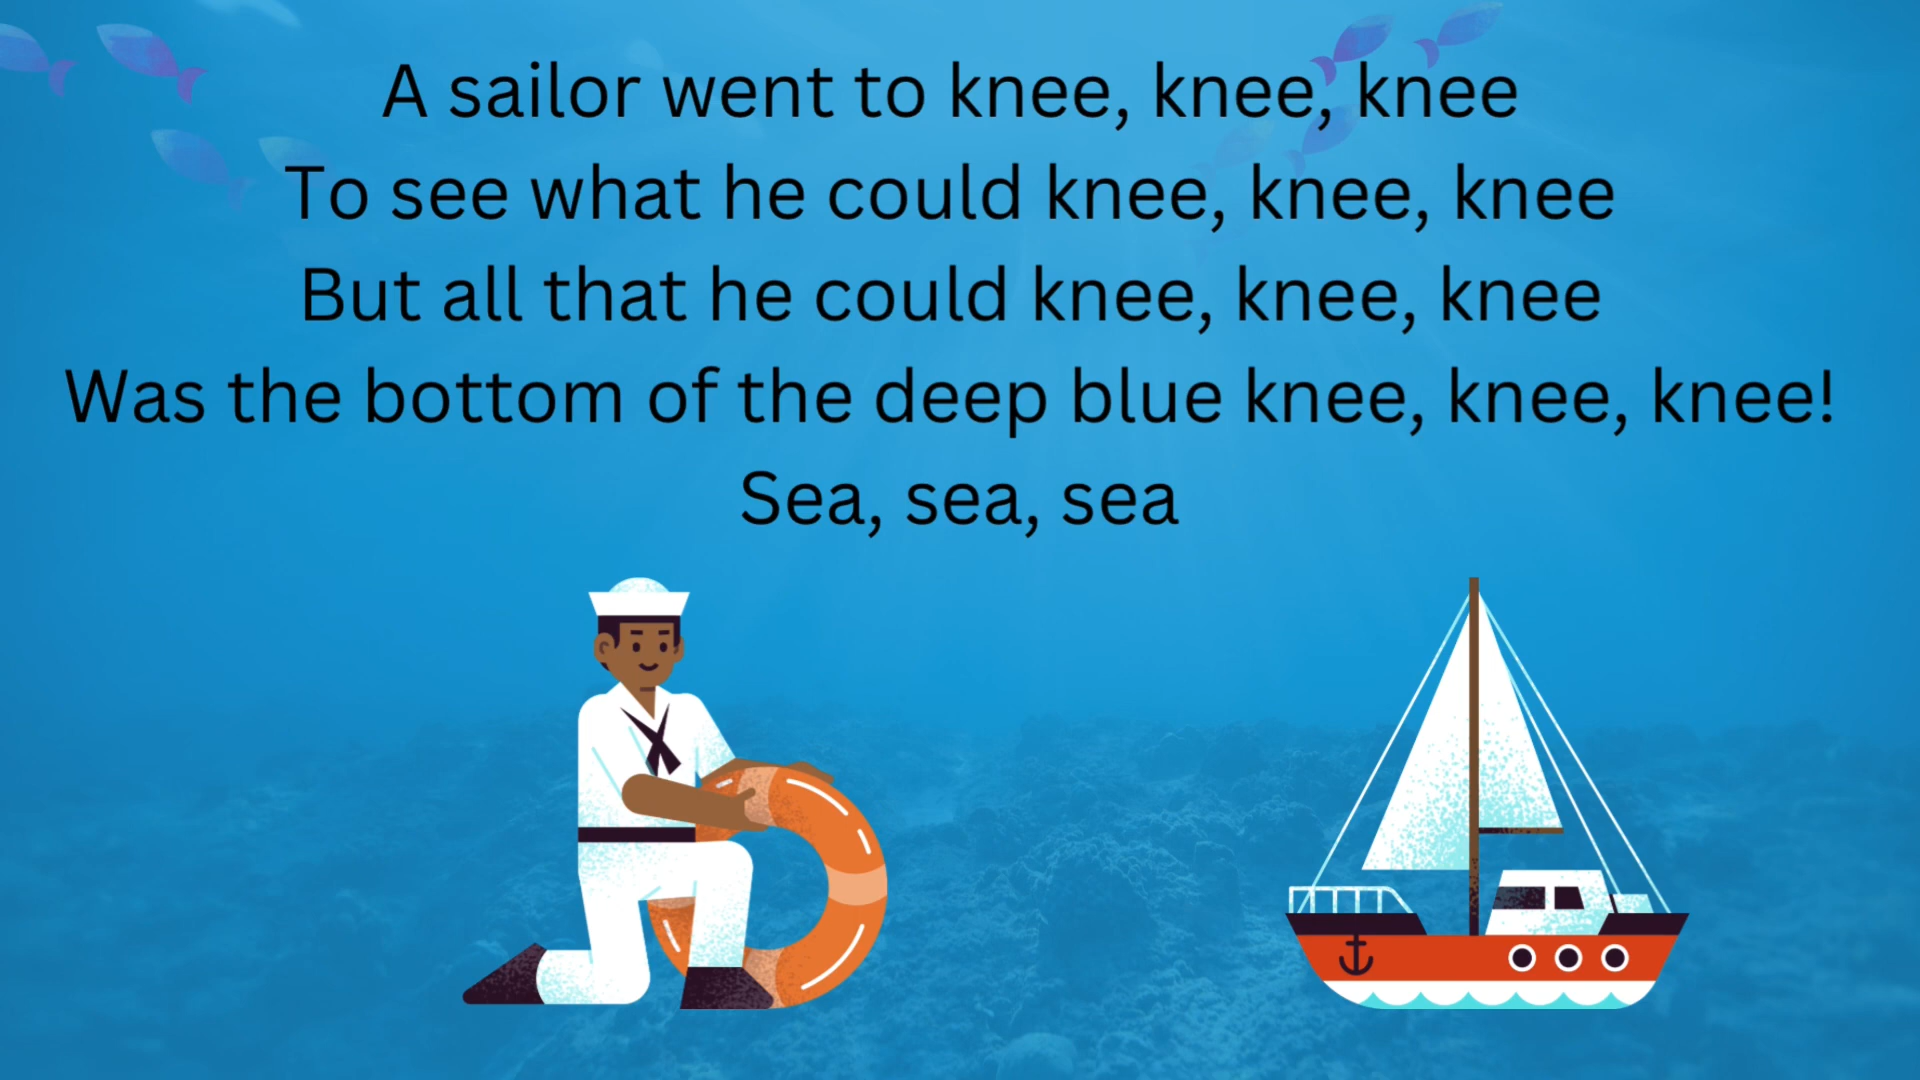 A sailor went to knee, knee, knee
To see what he could knee, knee, knee
But all that he could knee, knee, knee
Was the bottom of the deep blue knee, knee, knee!
Sea, sea, sea